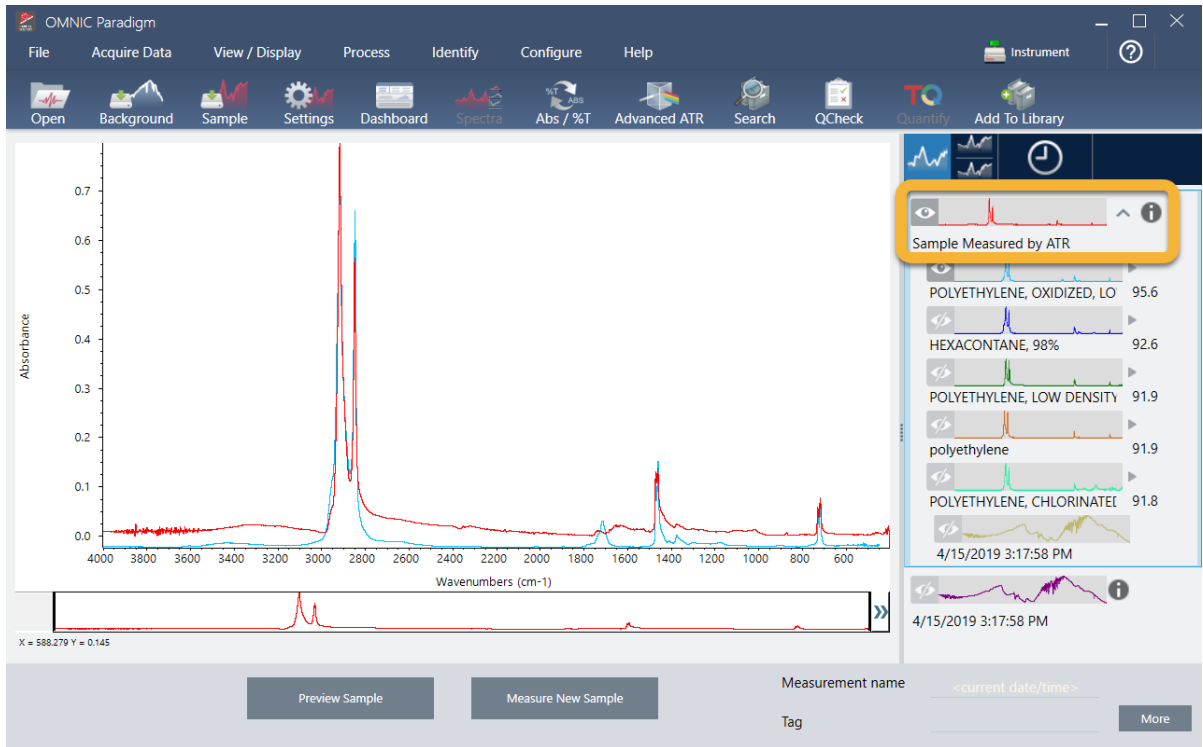 OMNIC Paradigm
File Acquire Data View / Display Process Identify Configure Help Instrument
Open Background Sample Settings Dashboard Spectra %T ABS Abs / %T Advanced ATR Search QCheck TQ Quantify Add To Library
Sample Measured by ATR
POLYETHYLENE, OXIDIZED, LO 95.6
HEXACONTANE, 98% 92.6
POLYETHYLENE, LOW DENSITY 91.9
polyethylene 91.9
POLYETHYLENE CHLORINATE 91.8
4/15/2019 3:17:58 PM
4/15/2019 3:17:58 PM
Absorbance
0.7
0.6
0.5
0.4
0.3
0.2
0.1
0.0
4000 3800 3600 3400 3200 3000 2800 2600 2400 2200 2000 1800 1600 1400 1200 1000 800 600
Wavenumbers (cm-1)
X = 588.279 Y = 0.145
Preview Sample Measure New Sample
Measurement name <current date/time>
Tag
More